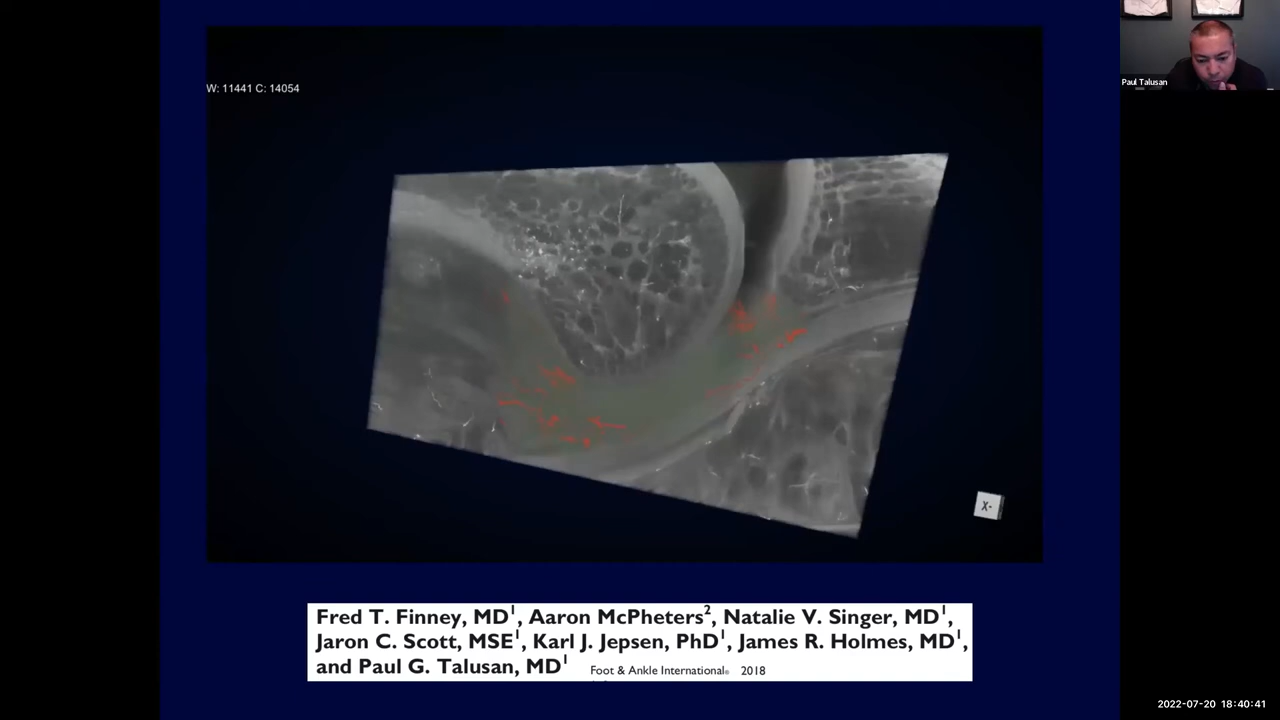 W: 11441 C: 14054
Paul Talusan
X-
Fred T. Finney, MD1, Aaron McPheters2, Natalie V. Singer, MD1,
Jaron C. Scott, MSE1, Karl J. Jepsen, PhD1, James R. Holmes, MD1,
and Paul G. Talusan, MD1
Foot & Ankle International® 2018
2022-07-20 18:40:41